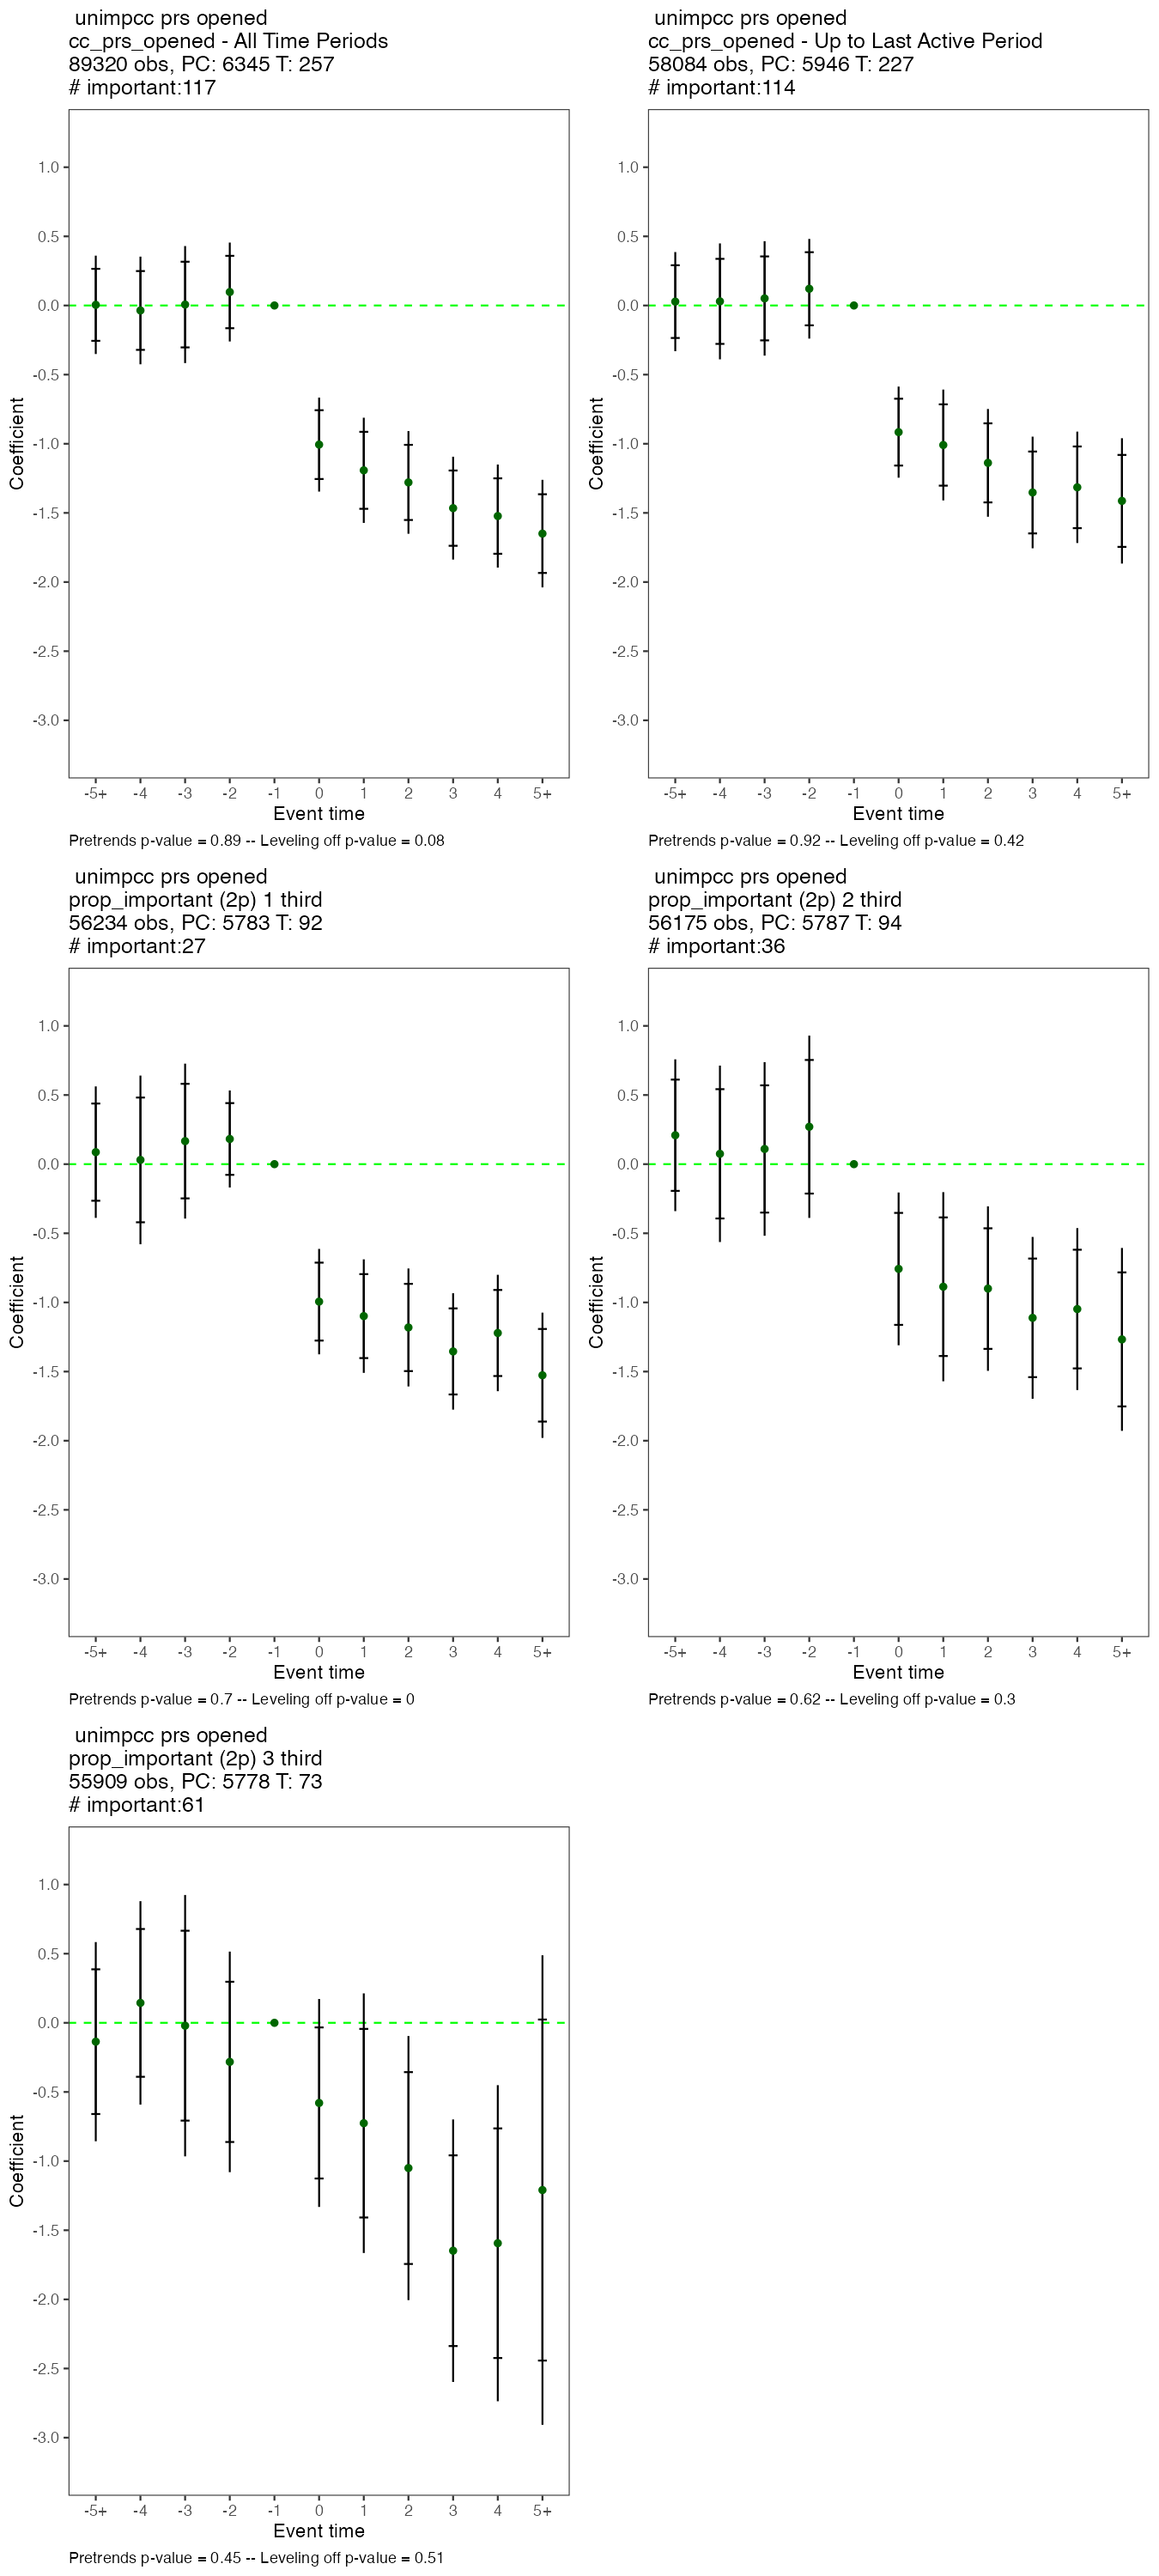 unimpcc prs opened
cc_prs_opened - All Time Periods
89320 obs, PC: 6345 T: 257
# important:117
1.0
0.5
0.0
-0.5
-1.0
-1.5
-2.0
-2.5
-3.0
Coefficient
-5+ -4 -3 -2 -1 0 1 2 3 4 5+
Event time
Pretrends p-value = 0.89 -- Leveling off p-value = 0.08
unimpcc prs opened
cc_prs_opened - Up to Last Active Period
58084 obs, PC: 5946 T: 227
# important:114
1.0
0.5
0.0
-0.5
-1.0
-1.5
-2.0
-2.5
-3.0
Coefficient
-5+ -4 -3 -2 -1 0 1 2 3 4 5+
Event time
Pretrends p-value = 0.92 -- Leveling off p-value = 0.42
unimpcc prs opened
prop_important (2p) 1 third
56234 obs, PC: 5783 T: 92
# important:27
1.0
0.5
0.0
-0.5
-1.0
-1.5
-2.0
-2.5
-3.0
Coefficient
-5+ -4 -3 -2 -1 0 1 2 3 4 5+
Event time
Pretrends p-value = 0.7 -- Leveling off p-value = 0
unimpcc prs opened
prop_important (2p) 2 third
56175 obs, PC: 5787 T: 94
# important:36
1.0
0.5
0.0
-0.5
-1.0
-1.5
-2.0
-2.5
-3.0
Coefficient
-5+ -4 -3 -2 -1 0 1 2 3 4 5+
Event time
Pretrends p-value = 0.62 -- Leveling off p-value = 0.3
unimpcc prs opened
prop_important (2p) 3 third
55909 obs, PC: 5778 T: 73
# important:61
1.0
0.5
0.0
-0.5
-1.0
-1.5
-2.0
-2.5
-3.0
Coefficient
-5+ -4 -3 -2 -1 0 1 2 3 4 5+
Event time
Pretrends p-value = 0.45 -- Leveling off p-value = 0.51